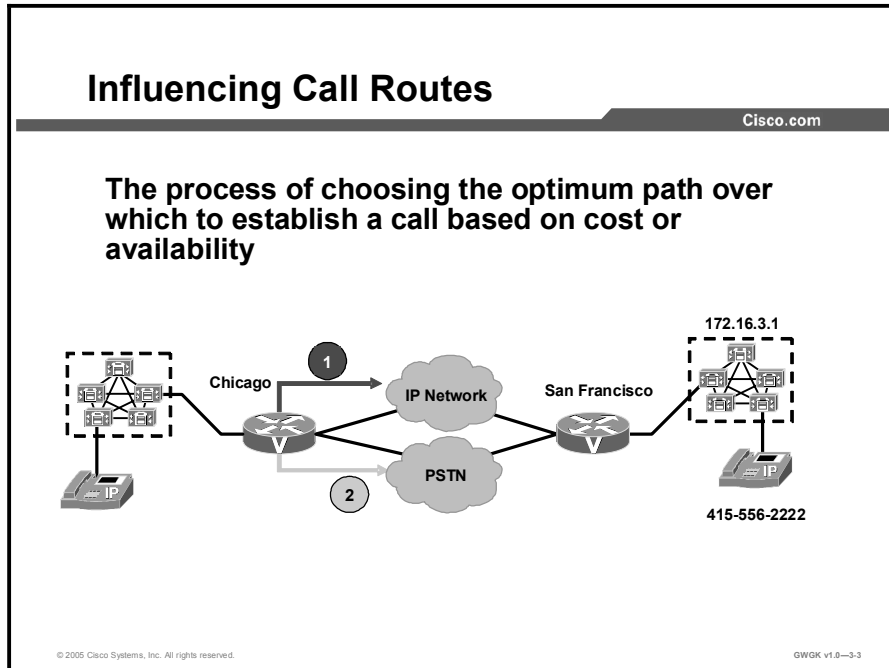 Influencing Call Routes
Cisco.com
The process of choosing the optimum path over
which to establish a call based on cost or
availability
172.16.3.1
1
Chicago
IP Network
San Francisco
V
V
PSTN
IP
2
IP
415-556-2222
© 2005 Cisco Systems, Inc. All rights reserved.
GWGK v1.0—3-3